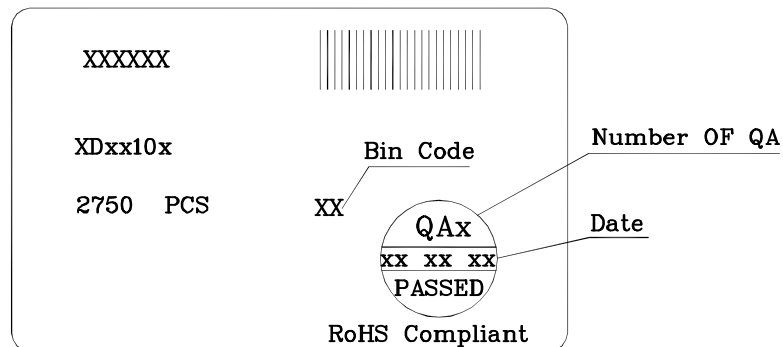 XXXXXX
XDxx10x
Bin Code
Number OF QA
2750 PCS
XX
QAx
Date
xx xx xx
PASSED
RoHS Compliant